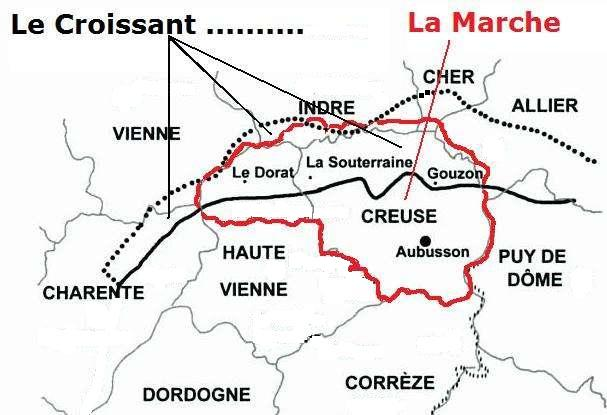 Le Croissant ..........
La Marche
CHER
INDRE
ALLIER
VIENNE
Le Dorat
La Souterraine
Gouzon
CREUSE
Aubusson
HAUTE
VIENNE
PUY DE
DÔME
CHARENTE
DORDOGNE
CORRÈZE